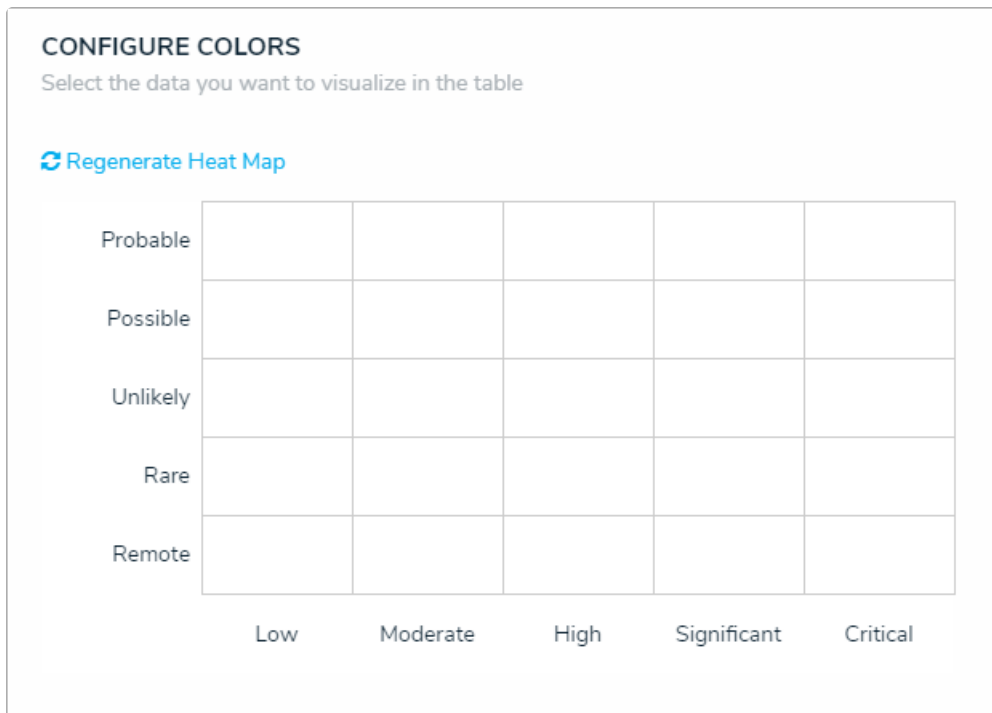 CONFIGURE COLORS
Select the data you want to visualize in the table
Regenerate Heat Map
Probable
Possible
Unlikely
Rare
Remote
Low Moderate High Significant Critical